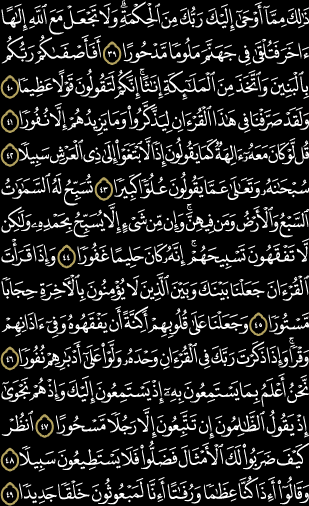 ذَٰلِكَ مِمَّآ أَوْحَىٰٓ إِلَيْكَ رَبُّكَ مِنَ ٱلْحِكْمَةِ ۗ وَلَا تَجْعَلْ مَعَ ٱللَّهِ إِلَٰهًا
ءَاخَرَ فَتُلْقَىٰ فِى جَهَنَّمَ مَلُومًا مَّدْحُورًا ٣٩ أَفَأَصْفَىٰكُمْ رَبُّكُم
بِٱلْبَنِينَ وَٱتَّخَذَ مِنَ ٱلْمَلَٰٓئِكَةِ إِنَٰثًا ۚ إِنَّكُمْ لَتَقُولُونَ قَوْلًا عَظِيمًا ٤٠
وَلَقَدْ صَرَّفْنَا فِى هَٰذَا ٱلْقُرْءَانِ لِيَذَّكَّرُوا۟ وَمَا يَزِيدُهُمْ إِلَّا نُفُورًا ٤١
قُل لَّوْ كَانَ مَعَهُۥٓ ءَالِهَةٌ كَمَا يَقُولُونَ إِذًا لَّٱبْتَغَوْا۟ إِلَىٰ ذِى ٱلْعَرْشِ سَبِيلًا ٤٢
سُبْحَٰنَهُۥ وَتَعَٰلَىٰ عَمَّا يَقُولُونَ عُلُوًّا كَبِيرًا ٤٣ تُسَبِّحُ لَهُ ٱلسَّمَٰوَٰتُ
ٱلسَّبْعُ وَٱلْأَرْضُ وَمَن فِيهِنَّ ۚ وَإِن مِّن شَىْءٍ إِلَّا يُسَبِّحُ بِحَمْدِهِۦ وَلَٰكِن
لَّا تَفْقَهُونَ تَسْبِيحَهُمْ ۗ إِنَّهُۥ كَانَ حَلِيمًا غَفُورًا ٤٤ وَإِذَا قَرَأْتَ
ٱلْقُرْءَانَ جَعَلْنَا بَيْنَكَ وَبَيْنَ ٱلَّذِينَ لَا يُؤْمِنُونَ بِٱلْءَاخِرَةِ حِجَابًا
مَّسْتُورًا ٤٥ وَجَعَلْنَا عَلَىٰ قُلُوبِهِمْ أَكِنَّةً أَن يَفْقَهُوهُ وَفِىٓ ءَاذَانِهِمْ
وَقْرًا ۚ وَإِذَا ذَكَرْتَ رَبَّكَ فِى ٱلْقُرْءَانِ وَحْدَهُۥ وَلَّوْا۟ عَلَىٰٓ أَدْبَٰرِهِمْ نُفُورًا ٤٦
نَّحْنُ أَعْلَمُ بِمَا يَسْتَمِعُونَ بِهِۦٓ إِذْ يَسْتَمِعُونَ إِلَيْكَ وَإِذْ هُمْ نَجْوَىٰٓ
إِذْ يَقُولُ ٱلظَّٰلِمُونَ إِن تَتَّبِعُونَ إِلَّا رَجُلًا مَّسْحُورًا ٤٧ ٱنظُرْ
كَيْفَ ضَرَبُوا۟ لَكَ ٱلْأَمْثَالَ فَضَلُّوا۟ فَلَا يَسْتَطِيعُونَ سَبِيلًا ٤٨
وَقَالُوٓا۟ أَءِذَا كُنَّا عِظَٰمًا وَرُفَٰتًا أَءِنَّا لَمَبْعُوثُونَ خَلْقًا جَدِيدًا ٤٩